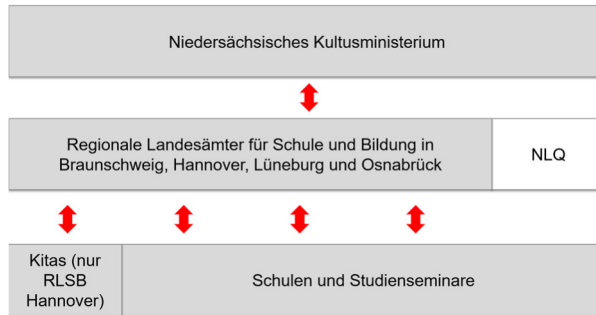 Niedersächsisches Kultusministerium
Regionale Landesämter für Schule und Bildung in
Braunschweig, Hannover, Lüneburg und Osnabrück
NLQ
Kitas (nur
RLSB
Hannover)
Schulen und Studienseminare